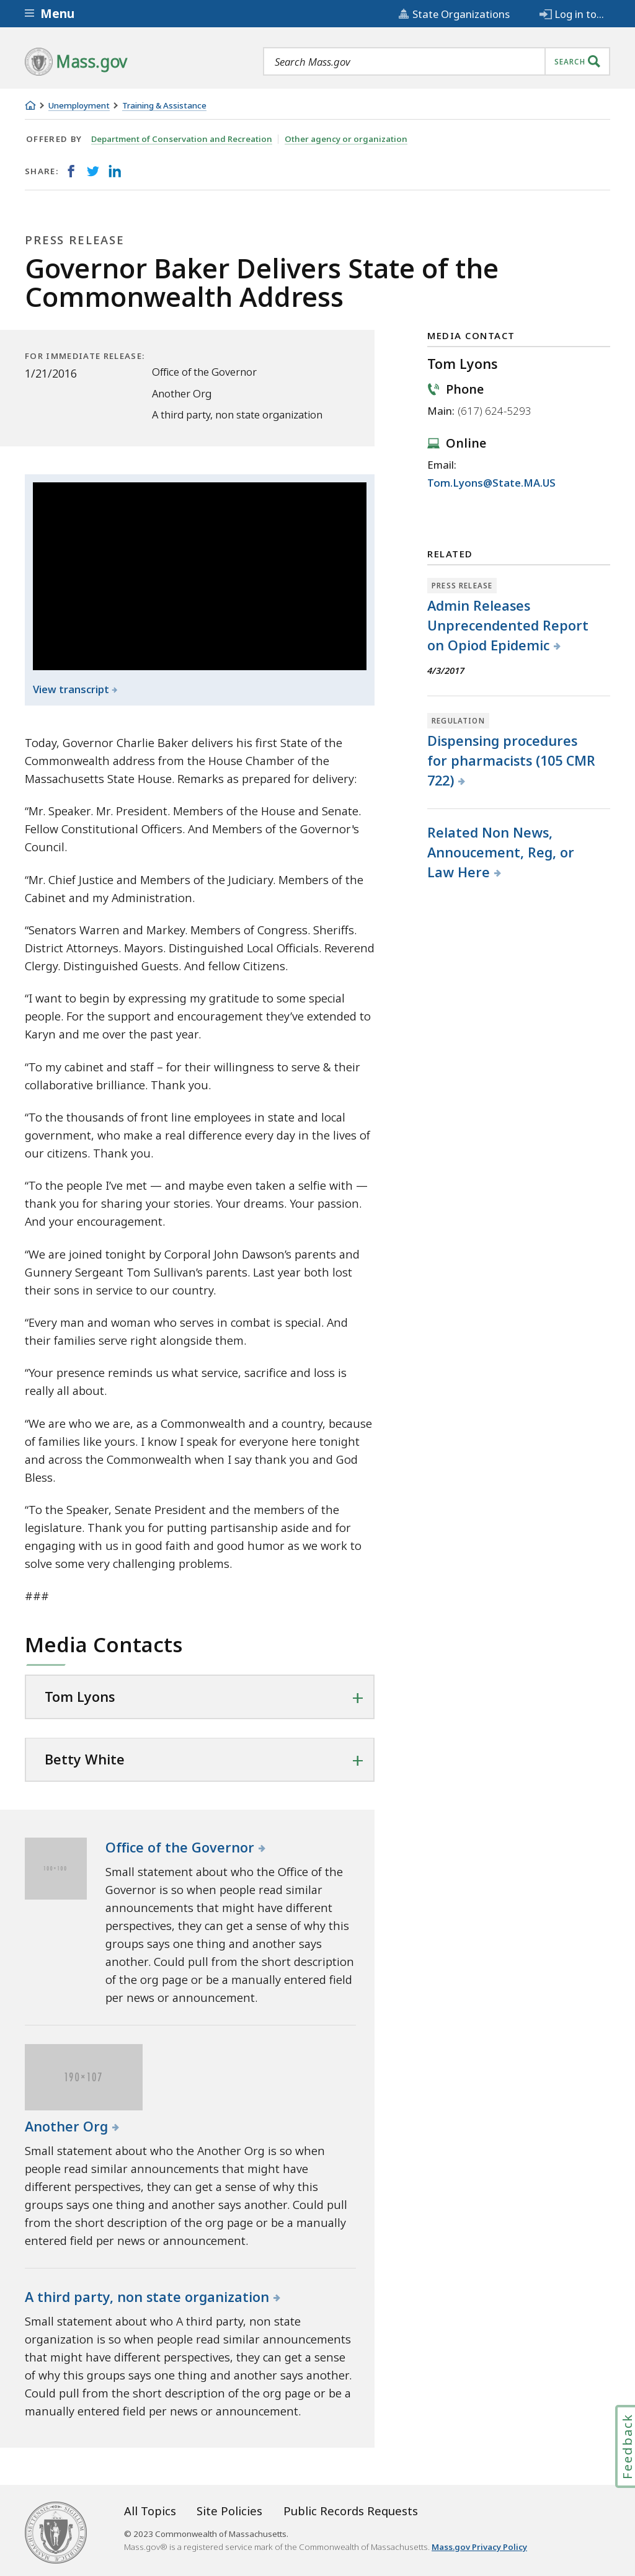 Menu
State Organizations
Log in to...
Mass.gov
Search Mass.gov
SEARCH
Unemployment
Training & Assistance
OFFERED BY
Department of Conservation and Recreation
Other agency or organization
SHARE:
PRESS RELEASE
Governor Baker Delivers State of the
Commonwealth Address
FOR IMMEDIATE RELEASE:
1/21/2016
Office of the Governor
Another Org
A third party, non state organization
View transcript
Today, Governor Charlie Baker delivers his first State of the
Commonwealth address from the House Chamber of the
Massachusetts State House. Remarks as prepared for delivery:
“Mr. Speaker. Mr. President. Members of the House and Senate.
Fellow Constitutional Officers. And Members of the Governor's
Council.
“Mr. Chief Justice and Members of the Judiciary. Members of the
Cabinet and my Administration.
“Senators Warren and Markey. Members of Congress. Sheriffs.
District Attorneys. Mayors. Distinguished Local Officials. Reverend
Clergy. Distinguished Guests. And fellow Citizens.
“I want to begin by expressing my gratitude to some special
people. For the support and encouragement they’ve extended to
Karyn and me over the past year.
“To my cabinet and staff – for their willingness to serve & their
collaborative brilliance. Thank you.
“To the thousands of front line employees in state and local
government, who make a real difference every day in the lives of
our citizens. Thank you.
“To the people I’ve met — and maybe even taken a selfie with —
thank you for sharing your stories. Your dreams. Your passion.
And your encouragement.
“We are joined tonight by Corporal John Dawson’s parents and
Gunnery Sergeant Tom Sullivan’s parents. Last year both lost
their sons in service to our country.
“Every man and woman who serves in combat is special. And
their families serve right alongside them.
“Your presence reminds us what service, sacrifice and loss is
really all about.
“We are who we are, as a Commonwealth and a country, because
of families like yours. I know I speak for everyone here tonight
and across the Commonwealth when I say thank you and God
Bless.
“To the Speaker, Senate President and the members of the
legislature. Thank you for putting partisanship aside and for
engaging with us in good faith and good humor as we work to
solve some very challenging problems.
###
Media Contacts
Tom Lyons
Betty White
MEDIA CONTACT
Tom Lyons
Phone
Main: (617) 624-5293
Online
Email:
Tom.Lyons@State.MA.US
RELATED
PRESS RELEASE
Admin Releases
Unprecendented Report
on Opiod Epidemic
4/3/2017
REGULATION
Dispensing procedures
for pharmacists (105 CMR
722)
Related Non News,
Annoucement, Reg, or
Law Here
Office of the Governor
Small statement about who the Office of the
Governor is so when people read similar
announcements that might have different
perspectives, they can get a sense of why this
groups says one thing and another says
another. Could pull from the short description
of the org page or be a manually entered field
per news or announcement.
190×107
Another Org
Small statement about who the Another Org is so when
people read similar announcements that might have
different perspectives, they can get a sense of why this
groups says one thing and another says another. Could pull
from the short description of the org page or be a manually
entered field per news or announcement.
A third party, non state organization
Small statement about who A third party, non state
organization is so when people read similar announcements
that might have different perspectives, they can get a sense
of why this groups says one thing and another says another.
Could pull from the short description of the org page or be a
manually entered field per news or announcement.
Feedback
All Topics
Site Policies
Public Records Requests
© 2023 Commonwealth of Massachusetts.
Mass.gov® is a registered service mark of the Commonwealth of Massachusetts. Mass.gov Privacy Policy